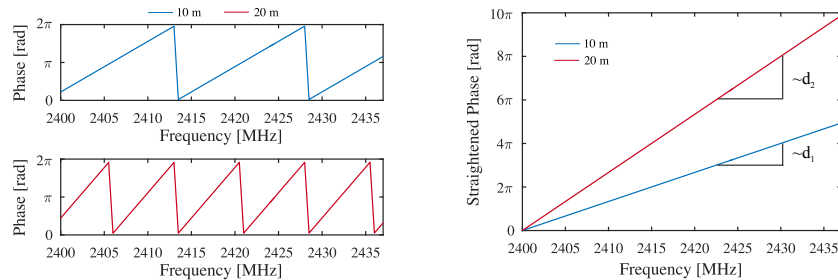 10 m 20 m
Phase [rad]
2π
π
0
2400 2405 2410 2415 2420 2425 2430 2435
Frequency [MHz]
Phase [rad]
2π
π
0
2400 2405 2410 2415 2420 2425 2430 2435
Frequency [MHz]
Straightened Phase [rad]
10π
8π
6π
4π
2π
0
10 m
20 m
~d₂
~d₁
2400 2405 2410 2415 2420 2425 2430 2435
Frequency [MHz]